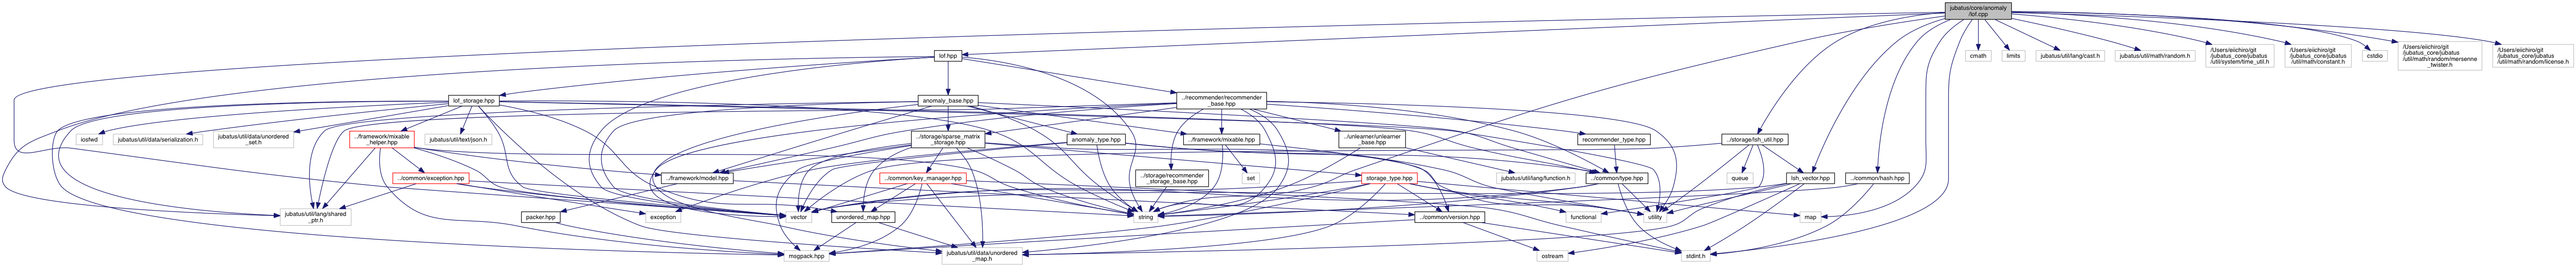 jubatus/core/anomaly
/lof.cpp
lof.hpp
cmath
limits
jubatus/util/lang/cast.h
jubatus/util/math/random.h
/Users/eiichiro/git
/jubatus_core/jubatus
/util/system/time_util.h
/Users/eiichiro/git
/jubatus_core/jubatus
/util/math/constant.h
cstdio
/Users/eiichiro/git
/jubatus_core/jubatus
/util/math/random/mersenne
_twister.h
/Users/eiichiro/git
/jubatus_core/jubatus
/util/math/random/license.h
lof_storage.hpp
anomaly_base.hpp
../recommender/recommender
_base.hpp
iosfwd
jubatus/util/data/serialization.h
jubatus/util/data/unordered
_set.h
../framework/mixable
_helper.hpp
jubatus/util/text/json.h
../storage/sparse_matrix
_storage.hpp
anomaly_type.hpp
../framework/mixable.hpp
../unlearner/unlearner
_base.hpp
recommender_type.hpp
../storage/lsh_util.hpp
../common/exception.hpp
../framework/model.hpp
../common/key_manager.hpp
../storage/recommender
_storage_base.hpp
set
storage_type.hpp
jubatus/util/lang/function.h
../common/type.hpp
queue
lsh_vector.hpp
../common/hash.hpp
jubatus/util/lang/shared
_ptr.h
packer.hpp
exception
vector
unordered_map.hpp
string
../common/version.hpp
functional
utility
map
msgpack.hpp
jubatus/util/data/unordered
_map.h
ostream
stdint.h